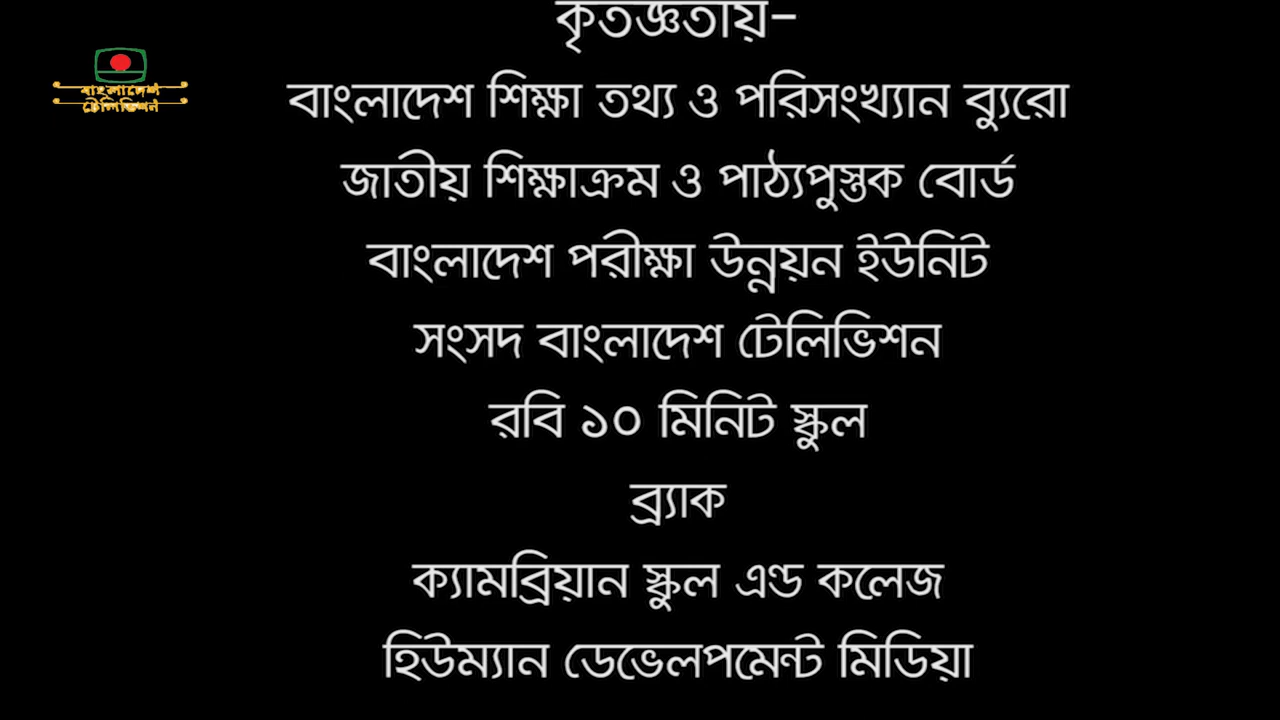 কৃতজ্ঞতায়-
বাংলাদেশ
টেলিভিশন
বাংলাদেশ শিক্ষা তথ্য ও পরিসংখ্যান ব্যুরো
জাতীয় শিক্ষাক্রম ও পাঠ্যপুস্তক বোর্ড
বাংলাদেশ পরীক্ষা উন্নয়ন ইউনিট
সংসদ বাংলাদেশ টেলিভিশন
রবি ১০ মিনিট স্কুল
ব্র্যাক
ক্যামব্রিয়ান স্কুল এণ্ড কলেজ
হিউম্যান ডেভেলপমেন্ট মিডিয়া